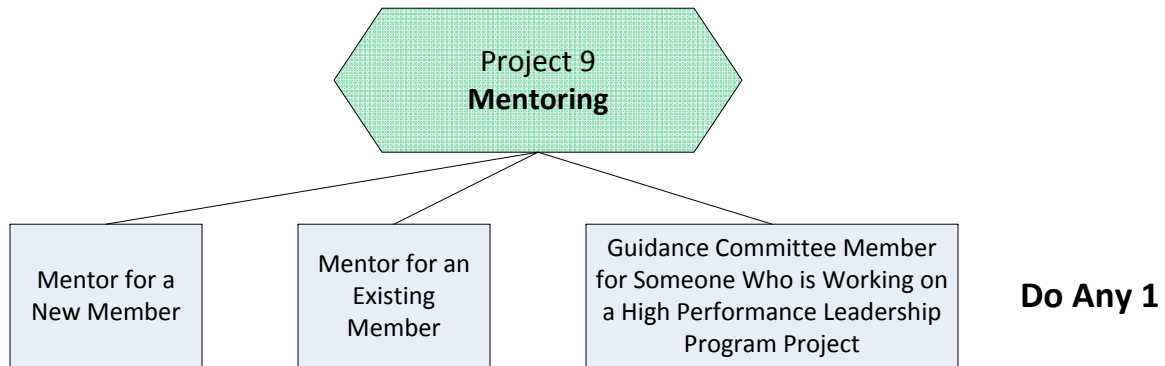 Project 9
Mentoring
Mentor for a
New Member
Mentor for an
Existing
Member
Guidance Committee Member
for Someone Who is Working on
a High Performance Leadership
Program Project
Do Any 1